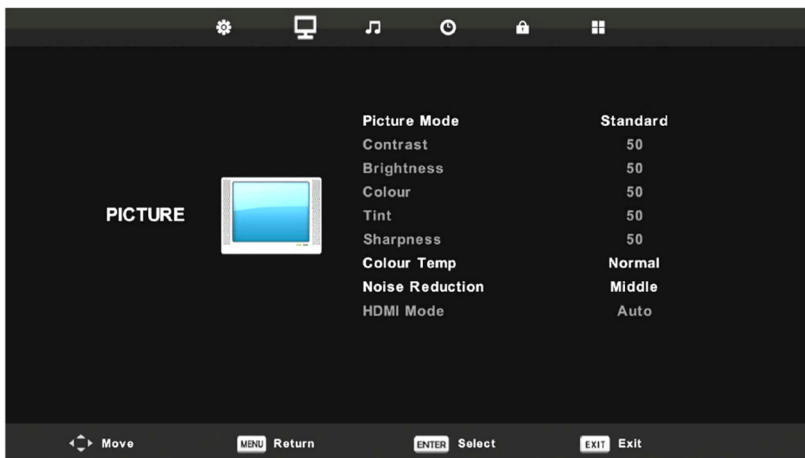 Picture Mode Standard
Contrast 50
Brightness 50
Colour 50
PICTURE
Tint 50
Sharpness 50
Colour Temp Normal
Noise Reduction Middle
HDMI Mode Auto
Move MENU Return ENTER Select EXIT Exit